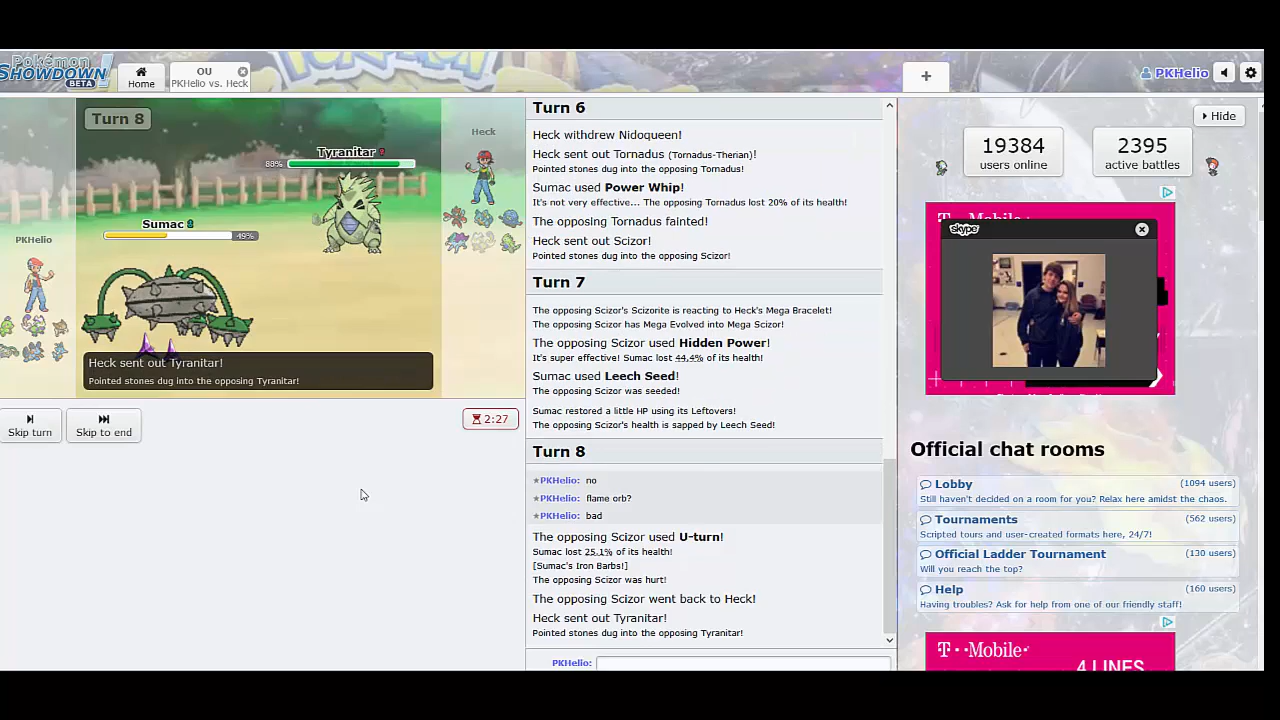 Pokémon
SHOWDOWN!
BETA
Home
OU
PKHelio vs. Heck
+
PKHelio
Turn 8
Tyranitar
88%
Sumac
49%
PKHelio
Heck
Heck sent out Tyranitar!
Pointed stones dug into the opposing Tyranitar!
Skip turn
Skip to end
2:27
Turn 6
Heck withdrew Nidoqueen!
Heck sent out Tornadus (Tornadus-Therian)!
Pointed stones dug into the opposing Tornadus!
Sumac used Power Whip!
It's not very effective... The opposing Tornadus lost 20% of its health!
The opposing Tornadus fainted!
Heck sent out Scizor!
Pointed stones dug into the opposing Scizor!
Turn 7
The opposing Scizor's Scizorite is reacting to Heck's Mega Bracelet!
The opposing Scizor has Mega Evolved into Mega Scizor!
The opposing Scizor used Hidden Power!
It's super effective! Sumac lost 44.4% of its health!
Sumac used Leech Seed!
The opposing Scizor was seeded!
Sumac restored a little HP using its Leftovers!
The opposing Scizor's health is sapped by Leech Seed!
Turn 8
★PKHelio: no
★PKHelio: flame orb?
★PKHelio: bad
The opposing Scizor used U-turn!
Sumac lost 25.1% of its health!
[Sumac's Iron Barbs!]
The opposing Scizor was hurt!
The opposing Scizor went back to Heck!
Heck sent out Tyranitar!
Pointed stones dug into the opposing Tyranitar!
PKHelio:
Hide
19384
users online
2395
active battles
skype
Official chat rooms
Lobby (1094 users)
Still haven't decided on a room for you? Relax here amidst the chaos.
Tournaments (562 users)
Scripted tours and user-created formats here, 24/7!
Official Ladder Tournament (130 users)
Will you reach the top?
Help (160 users)
Having troubles? Ask for help from one of our friendly staff!
T··Mobile·
4 LINES